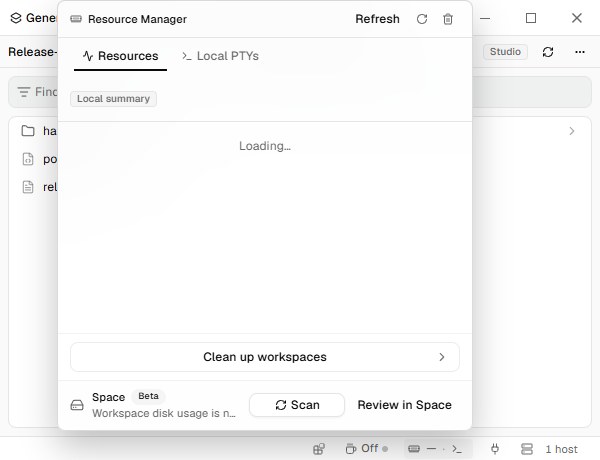 Gener
Resource Manager
Refresh
Release-
Resources
Local PTYs
Studio
Local summary
Find
Loading...
ha
po
rel
Clean up workspaces
Space Beta
Workspace disk usage is n...
Scan
Review in Space
Off
1 host